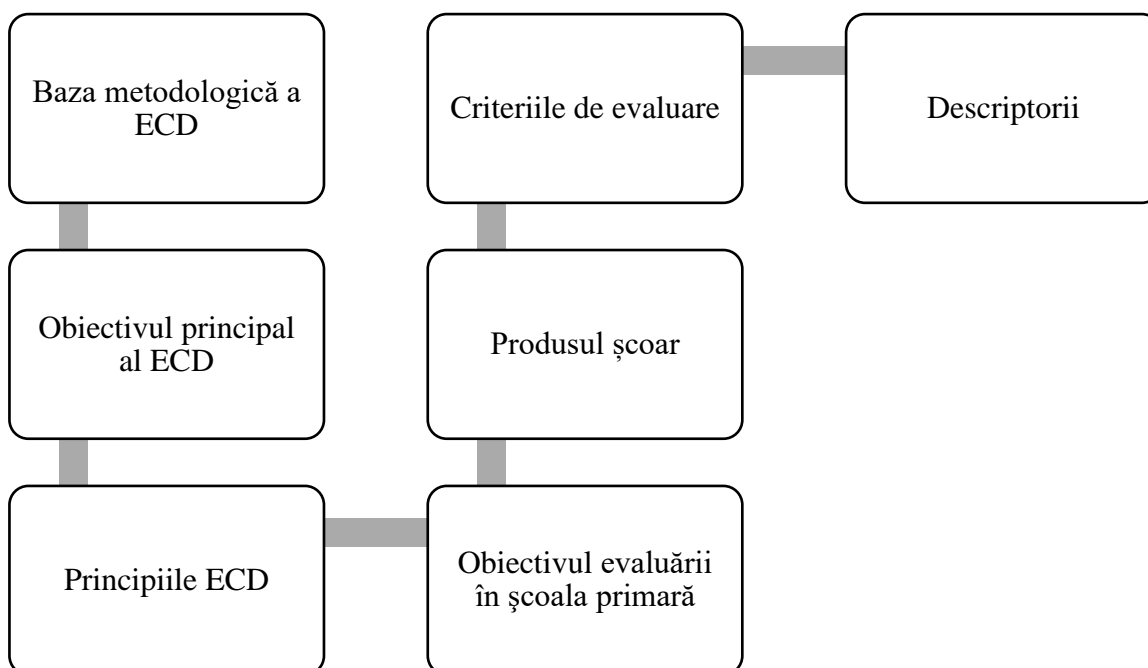 Baza metodologică a
ECD
Obiectivul principal
al ECD
Principiile ECD
Obiectivul evaluării
în şcoala primară
Produsul școar
Criteriile de evaluare
Descriptorii